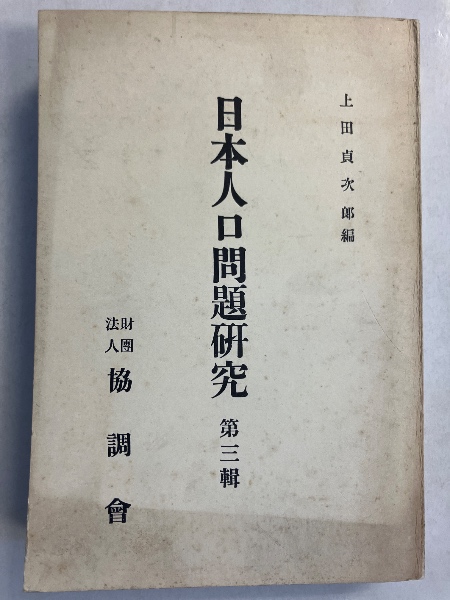 上田貞次郎編
日本人口問題研究 第三輯
財團法人 協調會